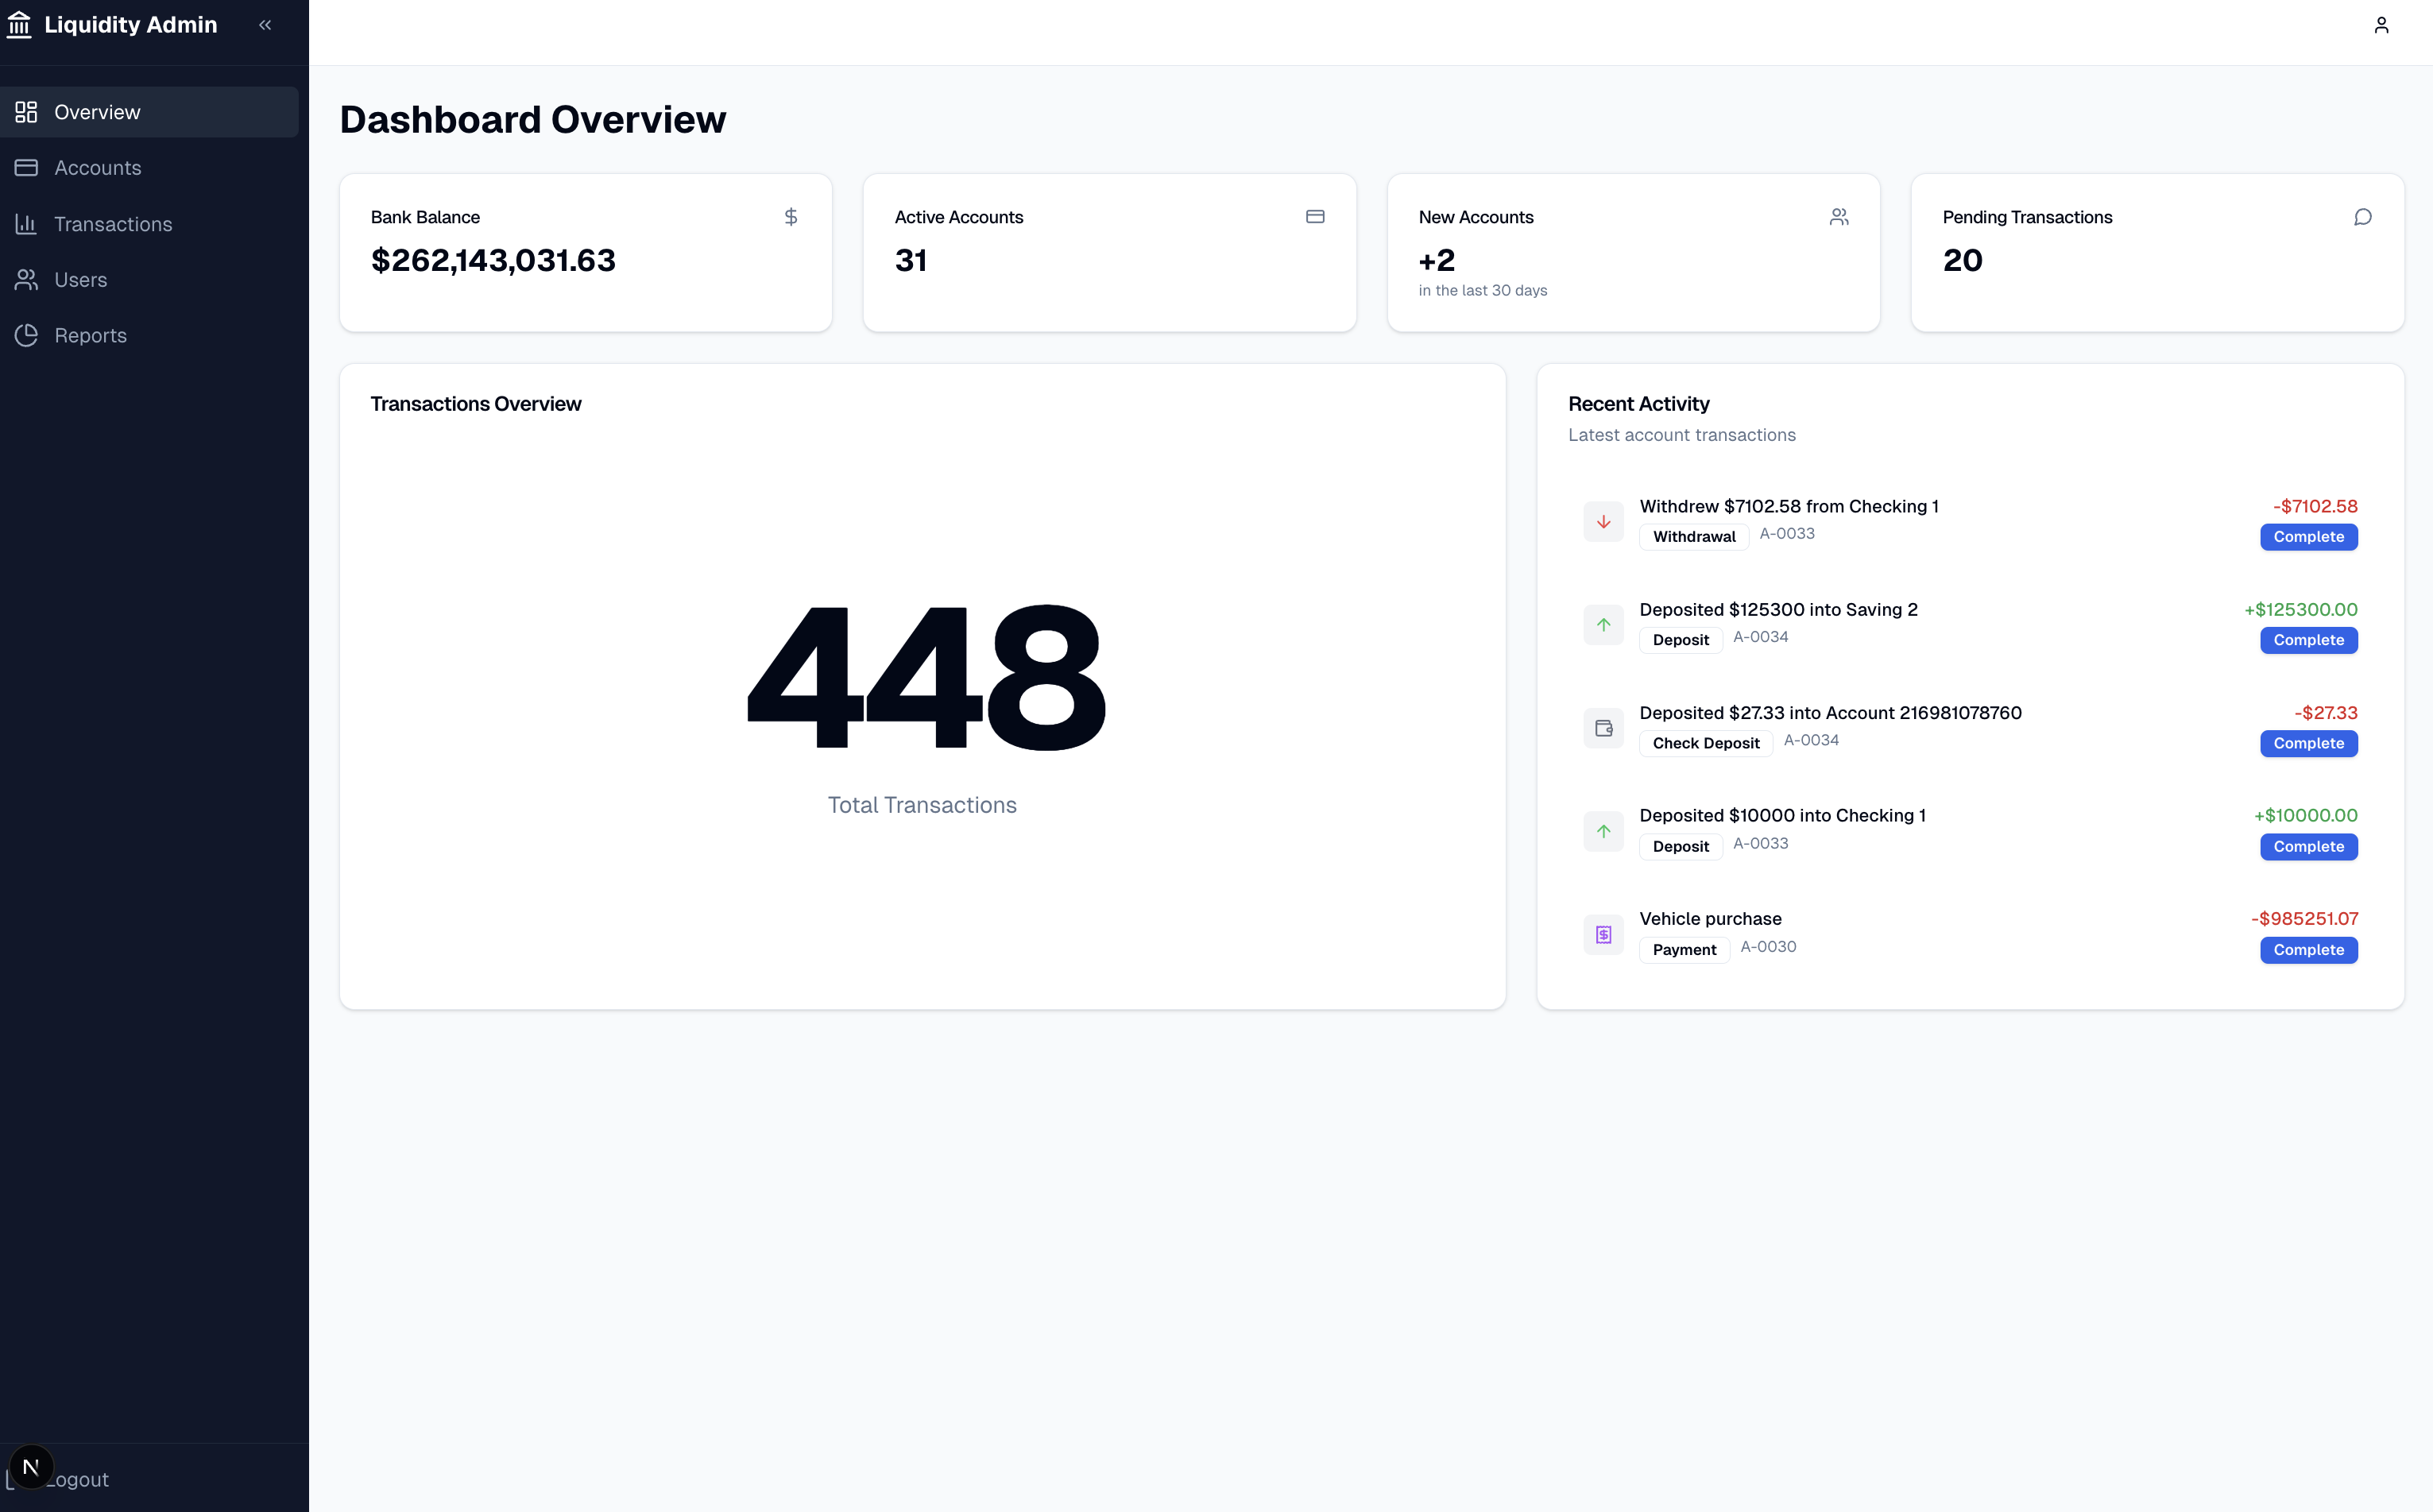 Liquidity Admin
Overview
Accounts
Transactions
Users
Reports
N
Logout
Dashboard Overview
Bank Balance
$262,143,031.63
Active Accounts
31
New Accounts
+2
in the last 30 days
Pending Transactions
20
Transactions Overview
448
Total Transactions
Recent Activity
Latest account transactions
Withdrew $7102.58 from Checking 1
-$7102.58
Withdrawal A-0033
Complete
Deposited $125300 into Saving 2
+$125300.00
Deposit A-0034
Complete
Deposited $27.33 into Account 216981078760
-$27.33
Check Deposit A-0034
Complete
Deposited $10000 into Checking 1
+$10000.00
Deposit A-0033
Complete
Vehicle purchase
-$985251.07
Payment A-0030
Complete